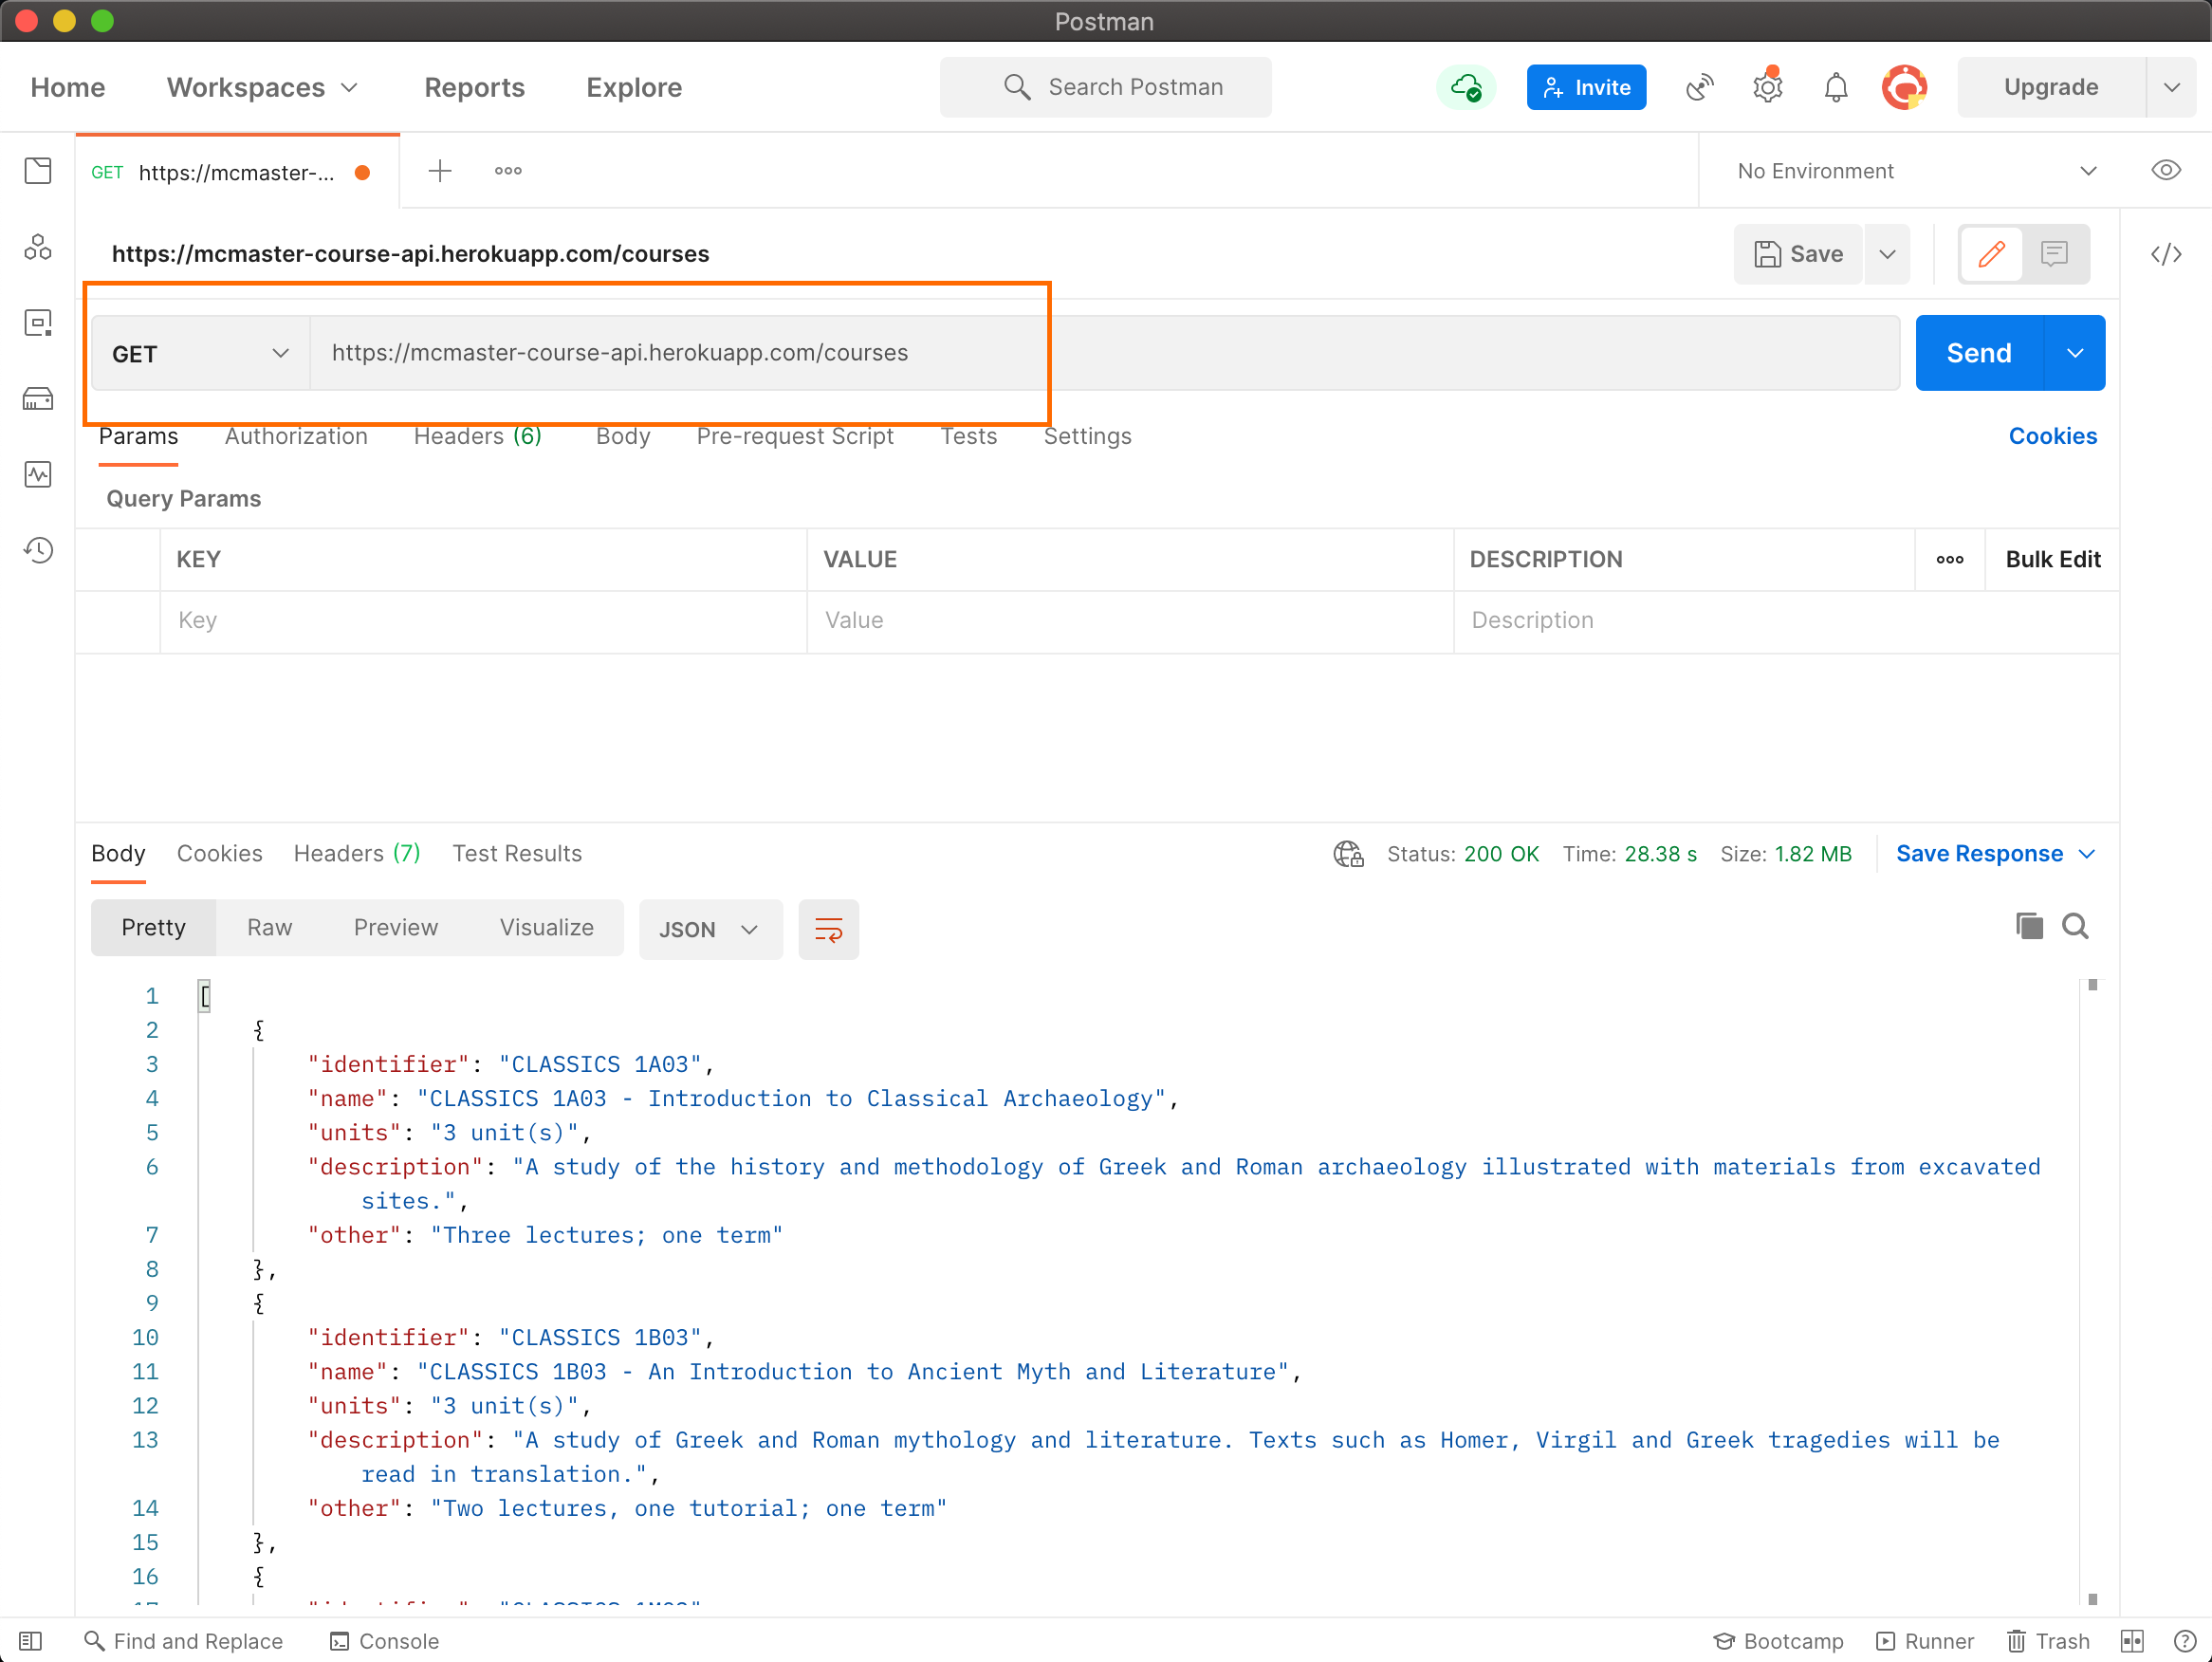 Postman
Home Workspaces Reports Explore Search Postman Invite Upgrade
GET https://mcmaster-... No Environment
https://mcmaster-course-api.herokuapp.com/courses Save
GET https://mcmaster-course-api.herokuapp.com/courses Send
Params Authorization Headers (6) Body Pre-request Script Tests Settings Cookies
Query Params
KEY VALUE DESCRIPTION Bulk Edit
Key Value Description
Body Cookies Headers (7) Test Results Status: 200 OK Time: 28.38 s Size: 1.82 MB Save Response
Pretty Raw Preview Visualize JSON
1 [
2 {
3 "identifier": "CLASSICS 1A03",
4 "name": "CLASSICS 1A03 - Introduction to Classical Archaeology",
5 "units": "3 unit(s)",
6 "description": "A study of the history and methodology of Greek and Roman archaeology illustrated with materials from excavated
sites.",
7 "other": "Three lectures; one term"
8 },
9 {
10 "identifier": "CLASSICS 1B03",
11 "name": "CLASSICS 1B03 - An Introduction to Ancient Myth and Literature",
12 "units": "3 unit(s)",
13 "description": "A study of Greek and Roman mythology and literature. Texts such as Homer, Virgil and Greek tragedies will be
read in translation.",
14 "other": "Two lectures, one tutorial; one term"
15 },
16 {
Find and Replace Console Bootcamp Runner Trash